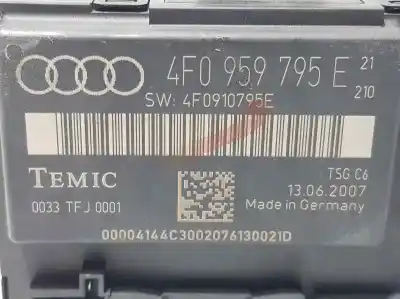 4F0 959 795 E 21
210
SW: 4F0910795E
TEMIC
TSG C6
13.06.2007
0033 TFJ 0001
Made in Germany
00004144C3002076130021D